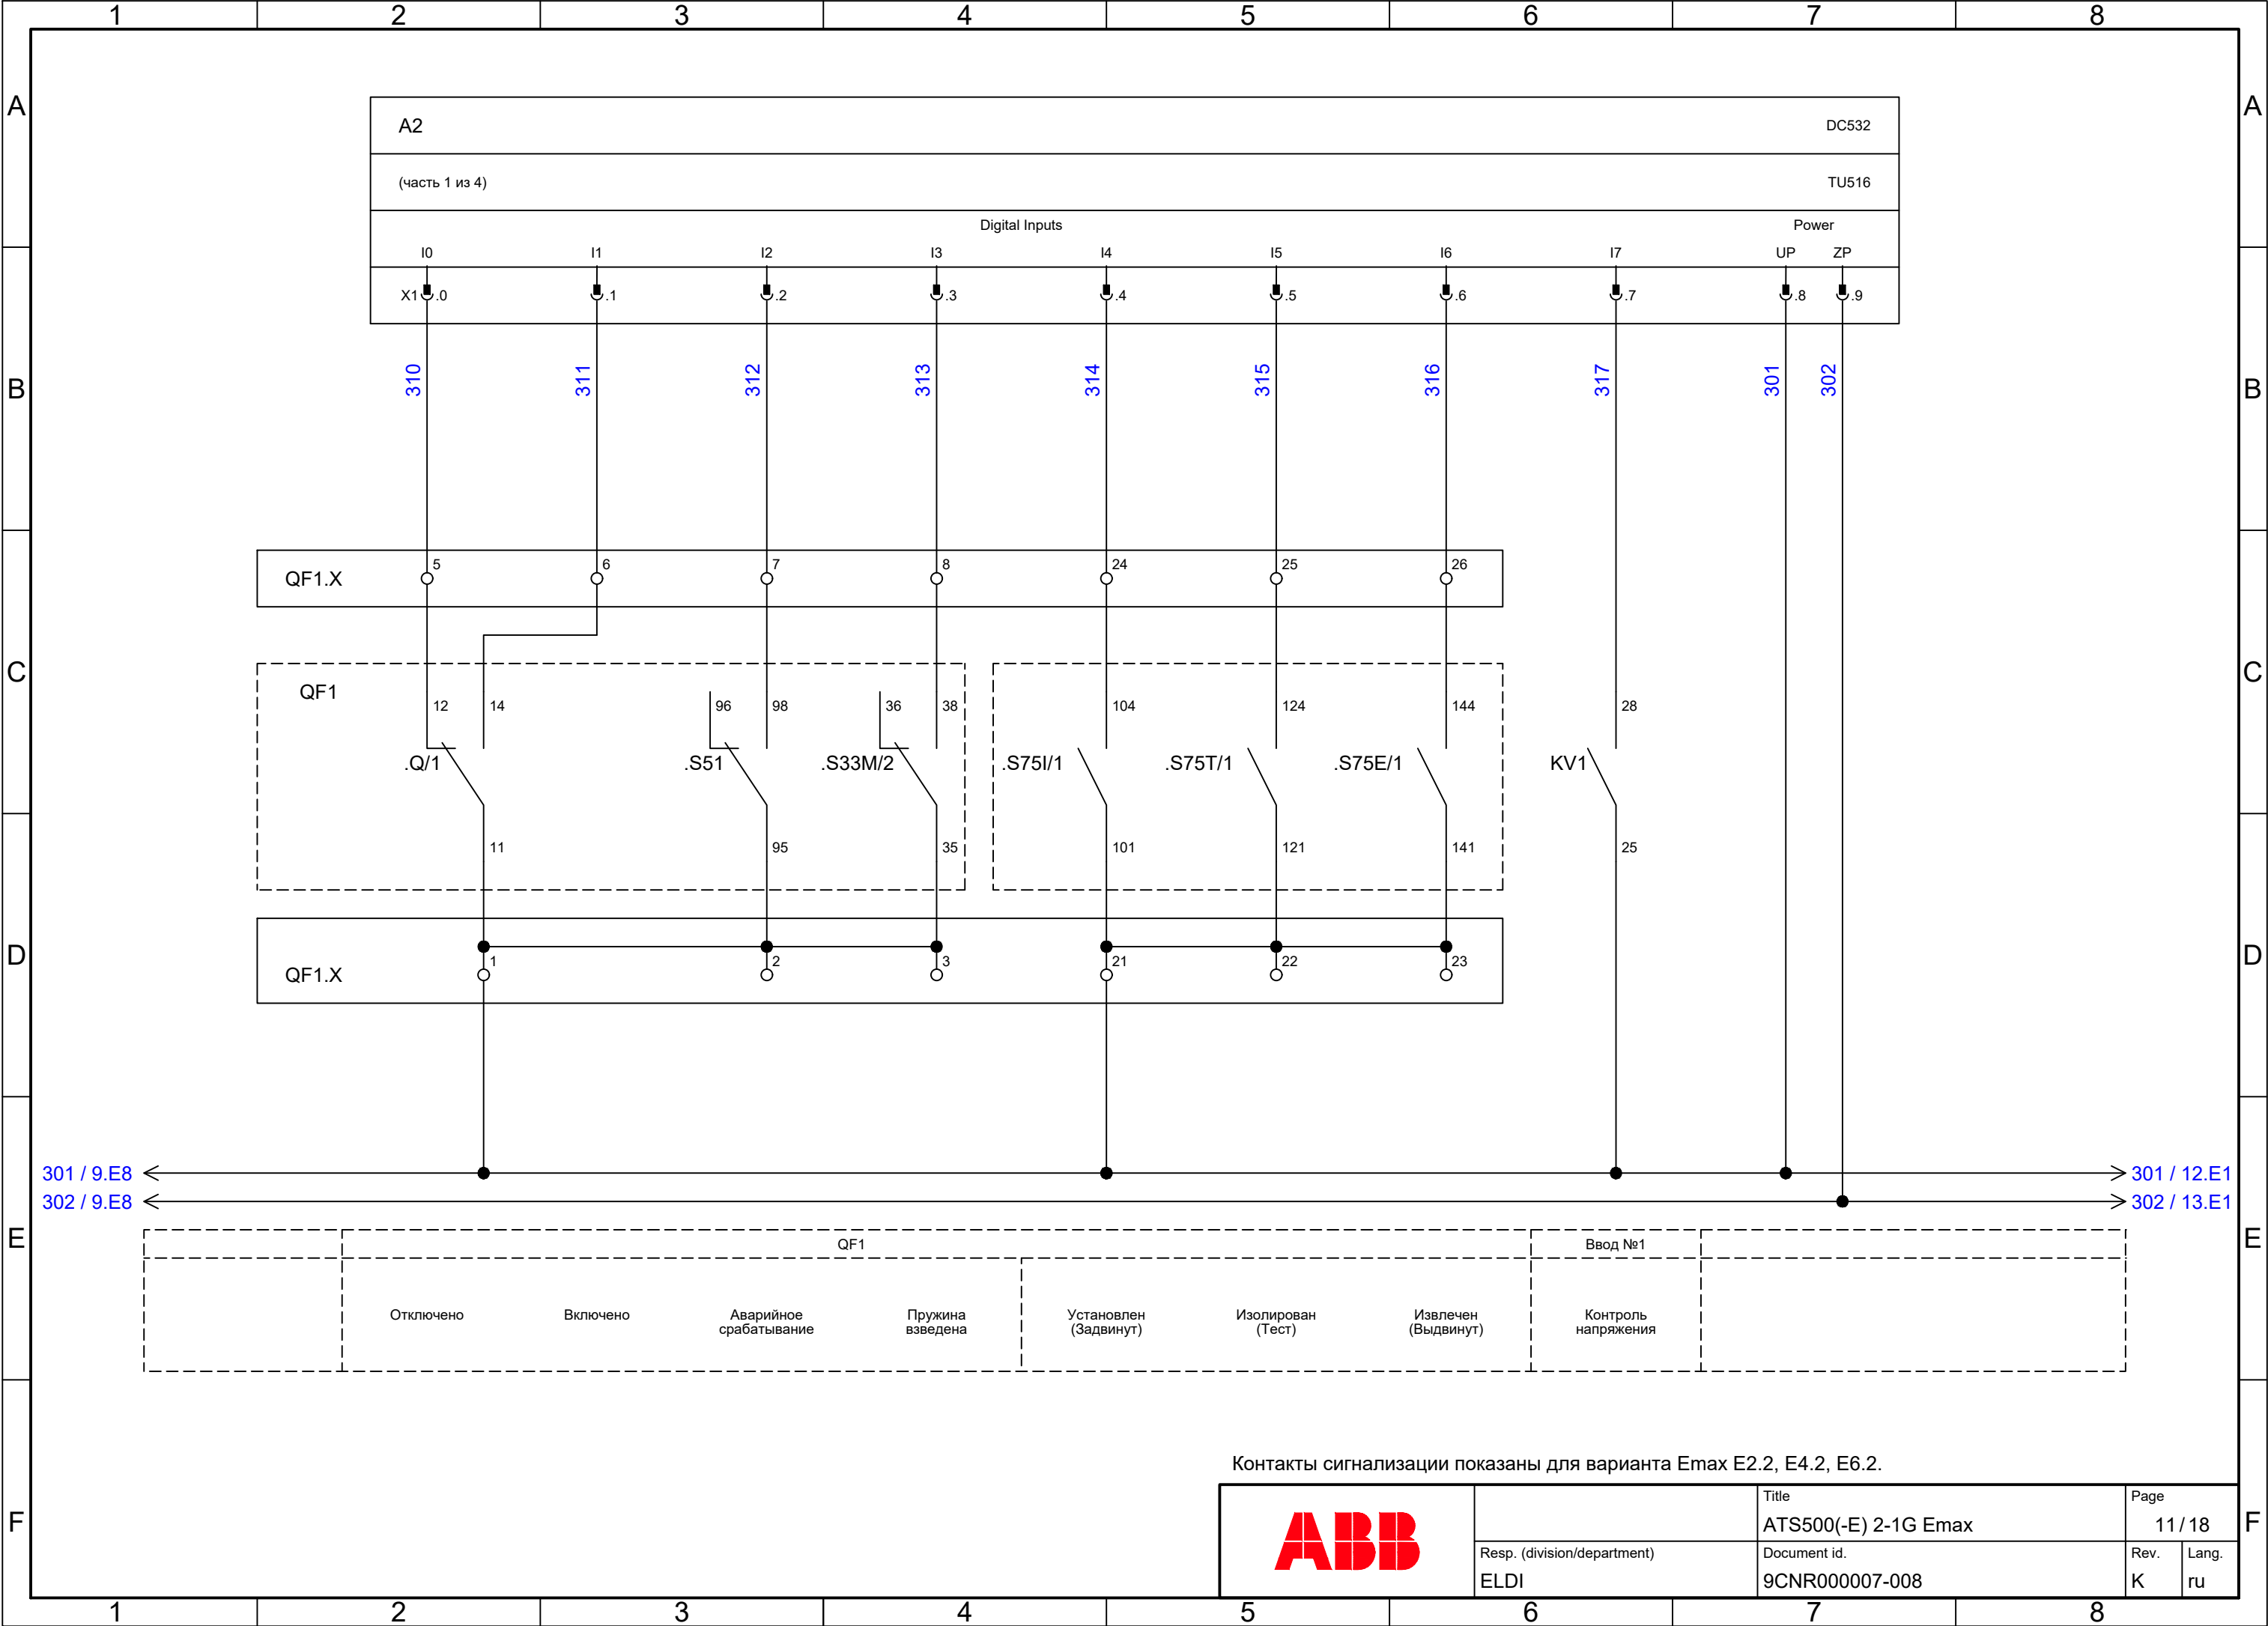 1 2 3 4 5 6 7 8
A A
A2 DC532
(часть 1 из 4) TU516
Digital Inputs Power
I0 I1 I2 I3 I4 I5 I6 I7 UP ZP
X1 .0 .1 .2 .3 .4 .5 .6 .7 .8 .9
B B
310 311 312 313 314 315 316 317 301 302
QF1.X 5 6 7 8 24 25 26
C C
QF1
12 14 96 98 36 38 104 124 144 28
.Q/1 .S51 .S33M/2 .S75I/1 .S75T/1 .S75E/1 KV1
11 95 35 101 121 141 25
D D
QF1.X 1 2 3 21 22 23
301 / 9.E8 301 / 12.E1
302 / 9.E8 302 / 13.E1
E E
QF1 Ввод №1
Отключено Включено Аварийное Пружина Установлен Изолирован Извлечен Контроль
срабатывание взведена (Задвинут) (Тест) (Выдвинут) напряжения
Контакты сигнализации показаны для варианта Emax E2.2, E4.2, E6.2.
F F
ABB
Title Page
ATS500(-E) 2-1G Emax 11 / 18
Resp. (division/department) Document id. Rev. Lang.
ELDI 9CNR000007-008 K ru
1 2 3 4 5 6 7 8